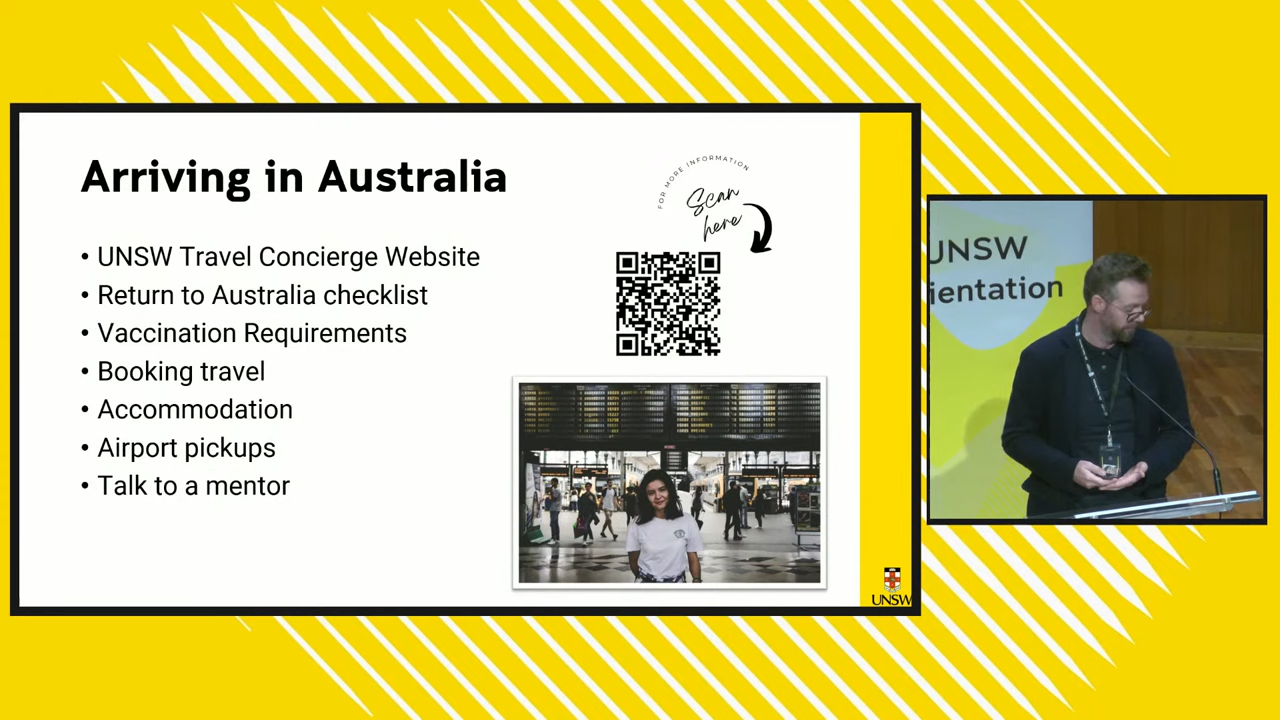 Arriving in Australia
• UNSW Travel Concierge Website
• Return to Australia checklist
• Vaccination Requirements
• Booking travel
• Accommodation
• Airport pickups
• Talk to a mentor
FOR MORE INFORMATION
Scan
here
UNSW
UNSW
ientation